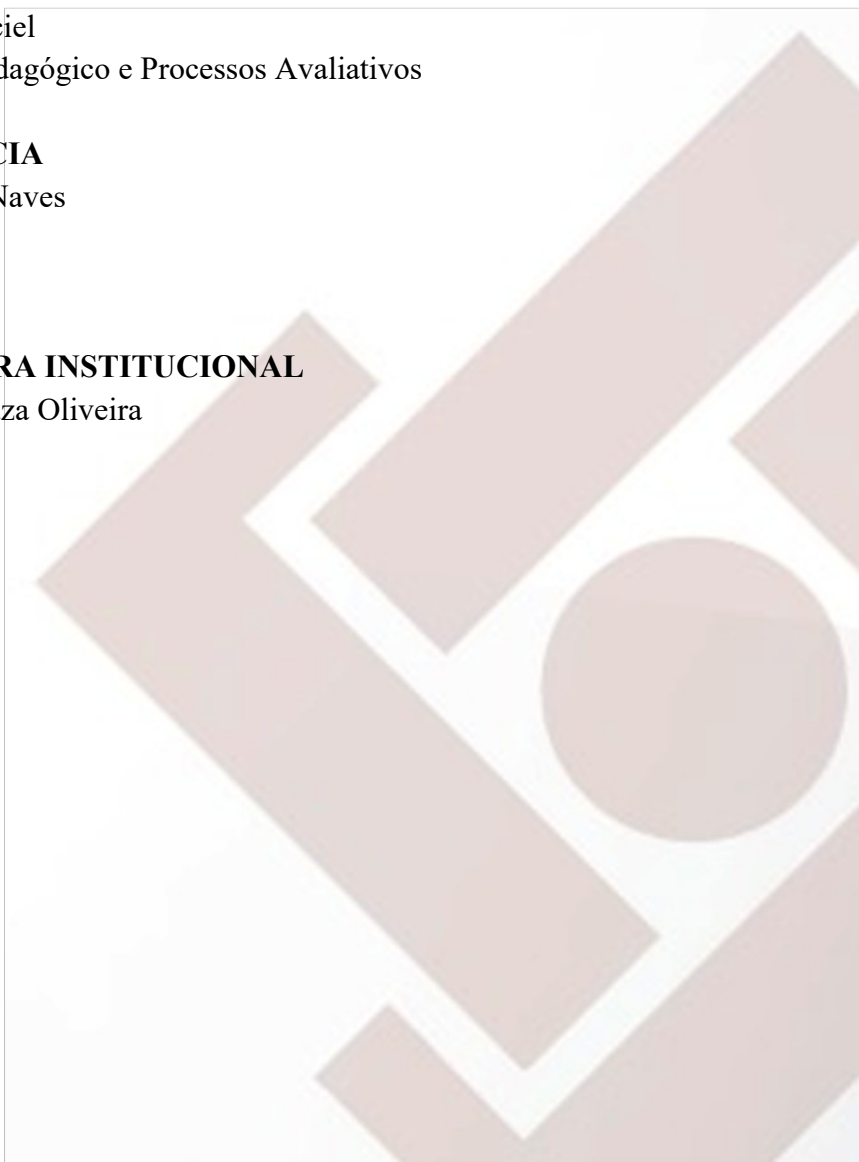 ciel
dagógico e Processos Avaliativos
CIA
Naves
RA INSTITUCIONAL
za Oliveira